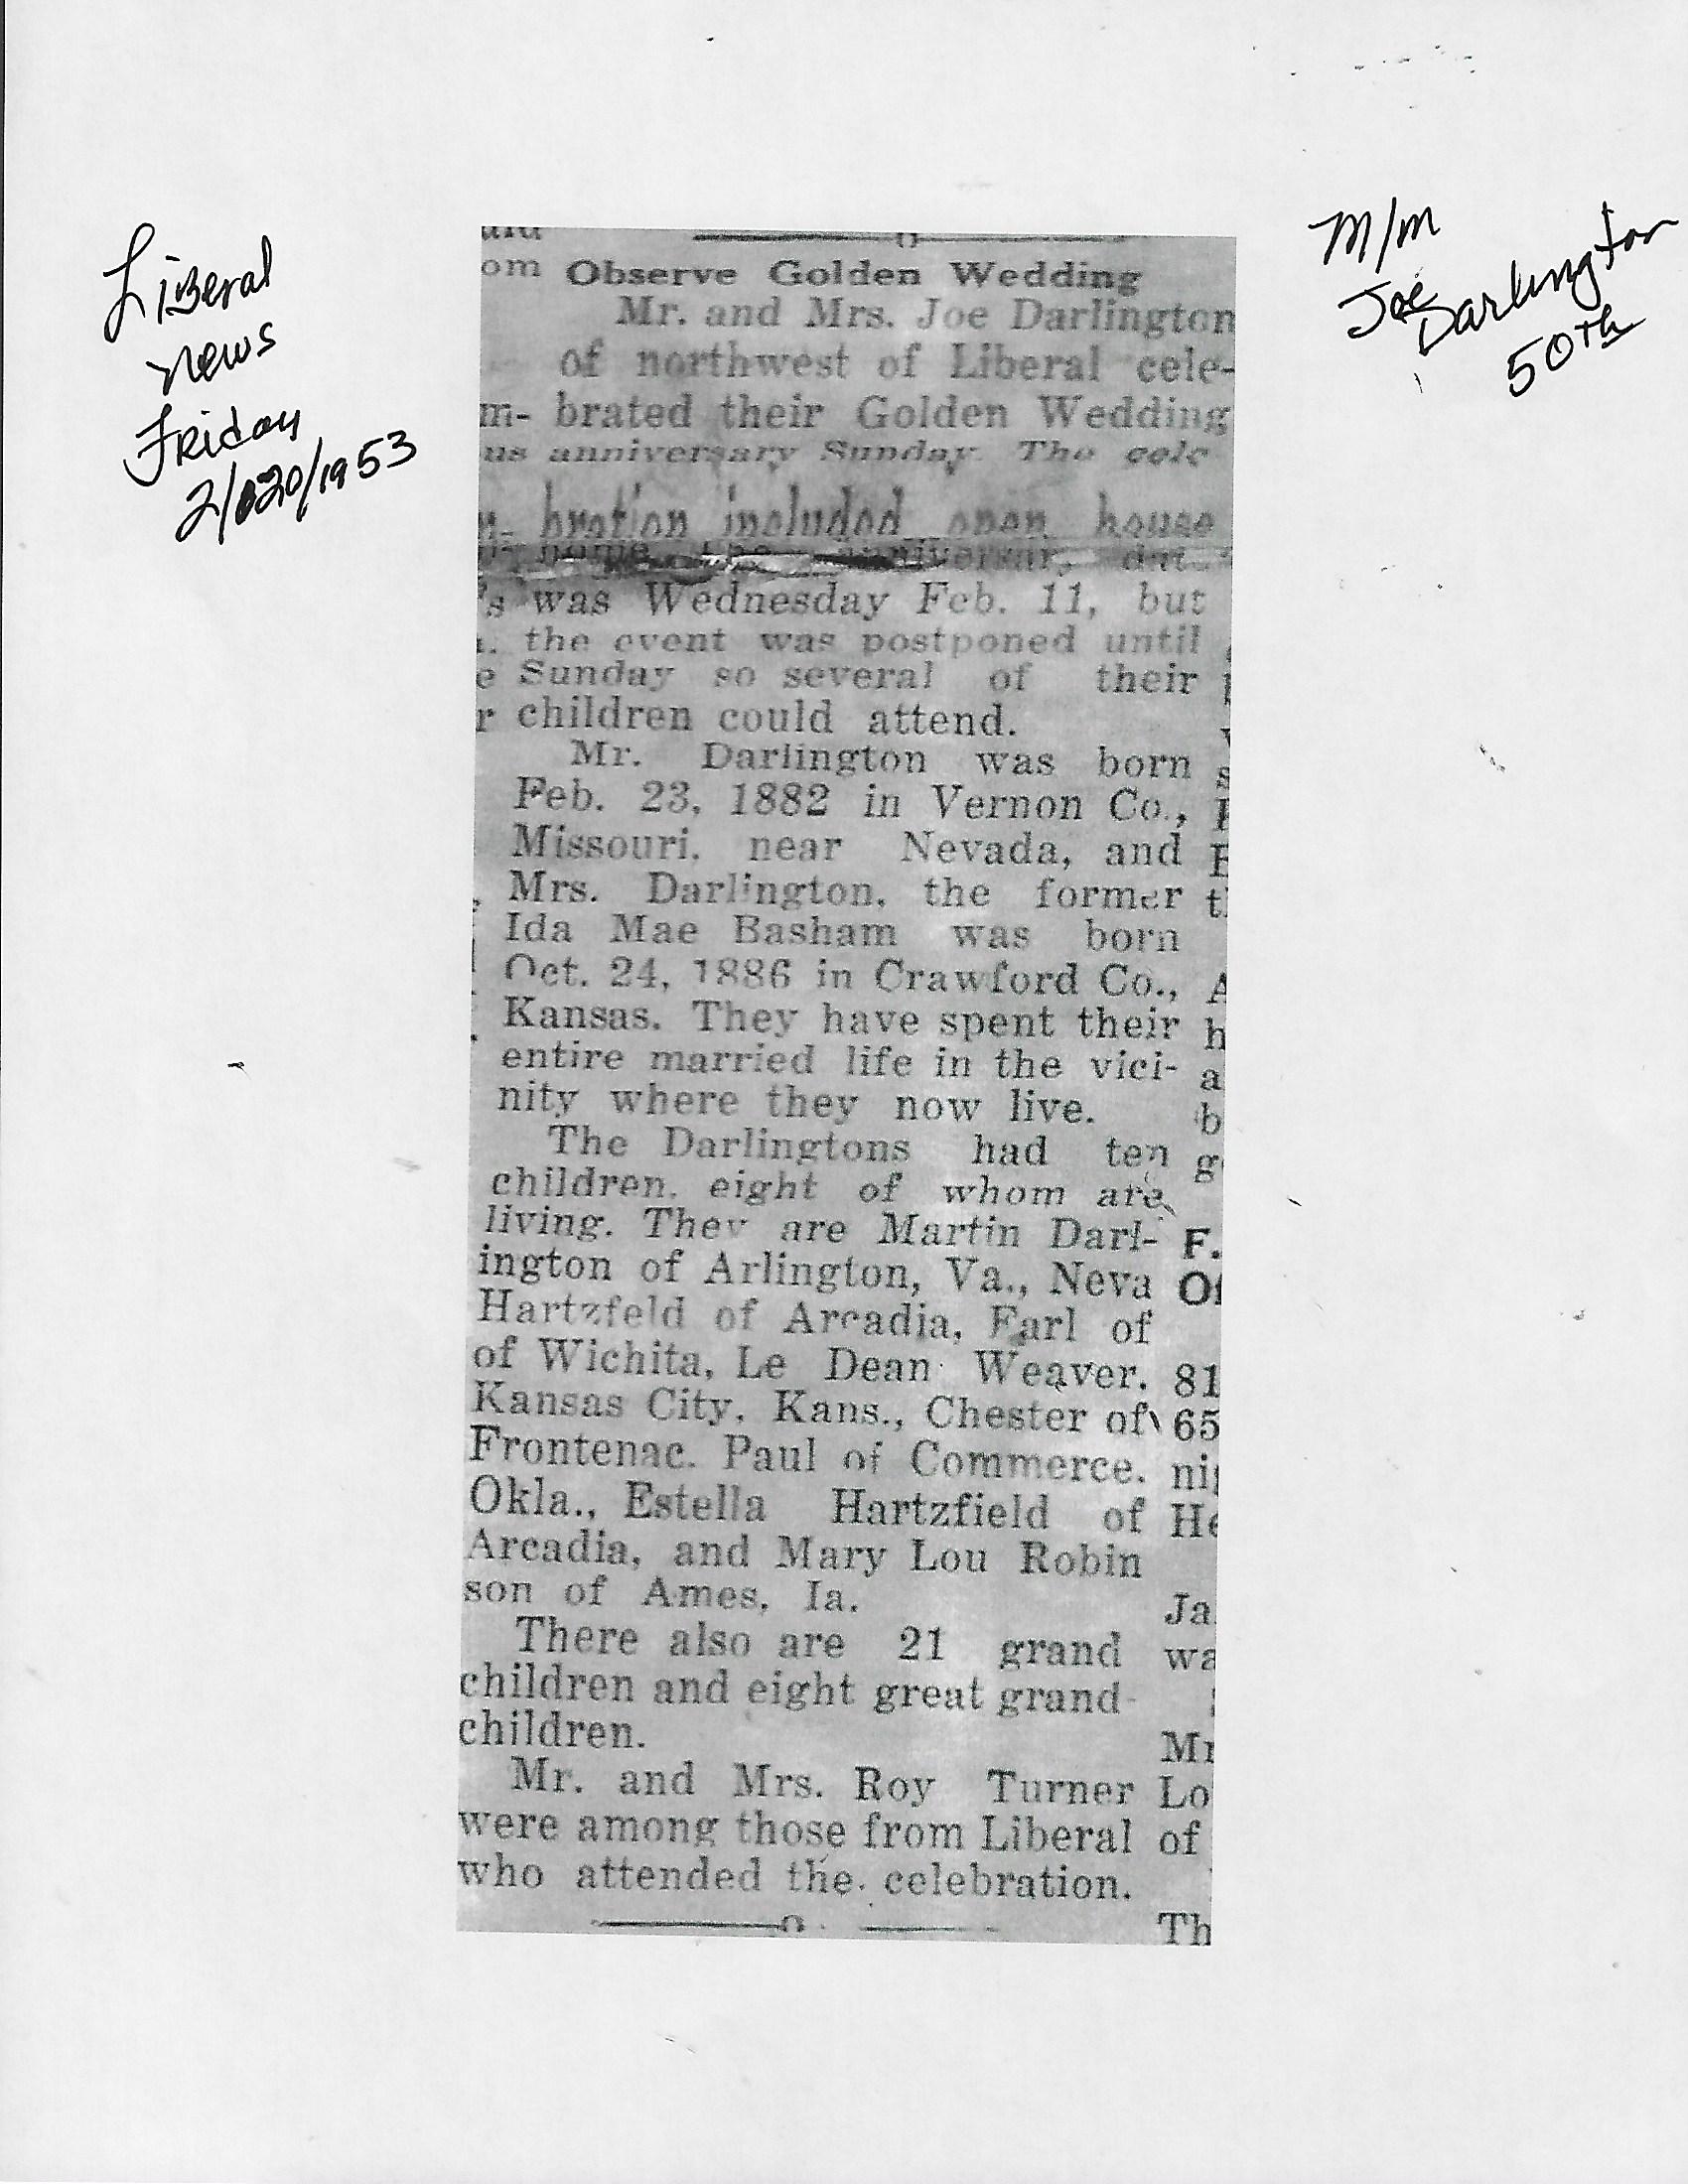 Liberal
News
Friday
2/20/1953
M/M
Joe
Darlington
50th
Observe Golden Wedding
Mr. and Mrs. Joe Darlington
of northwest of Liberal cele-
brated their Golden Wedding
anniversary Sunday. The cele
bration included open house
home. The anniversary
was Wednesday Feb. 11, but
the event was postponed until
Sunday so several of their
children could attend.
Mr. Darlington was born
Feb. 23, 1882 in Vernon Co.,
Missouri, near Nevada, and
Mrs. Darlington, the former
Ida Mae Basham was born
Oct. 24, 1886 in Crawford Co.,
Kansas. They have spent their
entire married life in the vici-
nity where they now live.
The Darlingtons had ten
children, eight of whom are
living. They are Martin Darl-
ington of Arlington, Va., Neva
Hartzfeld of Arcadia, Earl of
of Wichita, Le Dean Weaver,
Kansas City, Kans., Chester of
Frontenac, Paul of Commerce,
Okla., Estella Hartzfield of
Arcadia, and Mary Lou Robin
son of Ames, Ia.
There also are 21 grand
children and eight great grand-
children.
Mr. and Mrs. Roy Turner
were among those from Liberal
who attended the celebration.